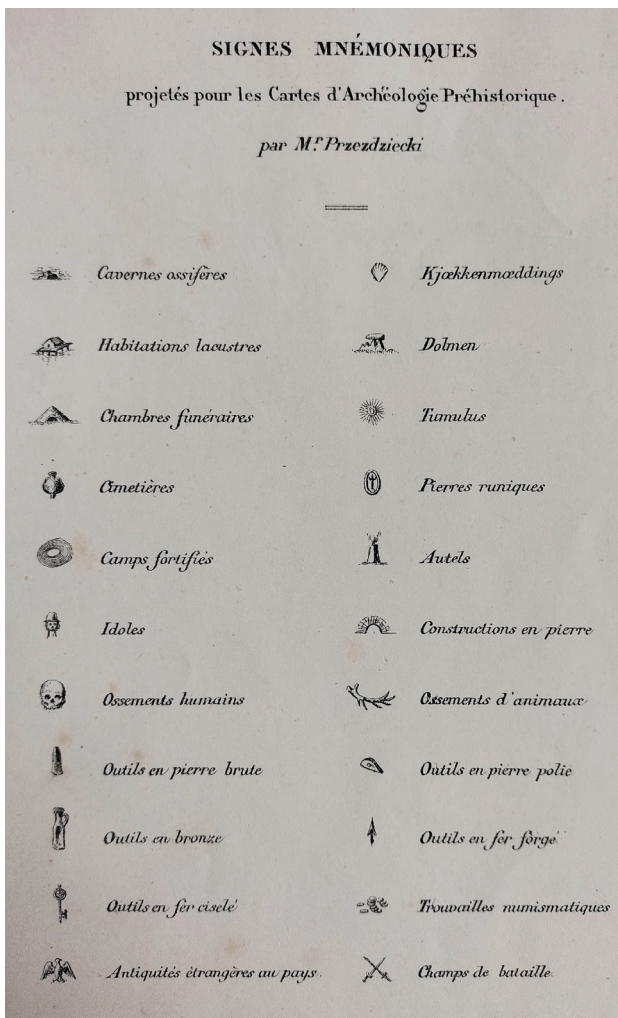 SIGNES MNÉMONIQUES
projetés pour les Cartes d'Archéologie Préhistorique.
par Mr. Przezdziecki
Cavernes ossifères
Kjœkkenmœddings
Habitations lacustres
Dolmen
Chambres funéraires
Tumulus
Cimetières
Pierres runiques
Camps fortifiés
Autels
Idoles
Constructions en pierre
Ossements humains
Ossements d'animaux
Outils en pierre brute
Outils en pierre polie
Outils en bronze
Outils en fer forgé
Outils en fer ciselé
Trouvailles numismatiques
Antiquités étrangères au pays.
Champs de bataille.